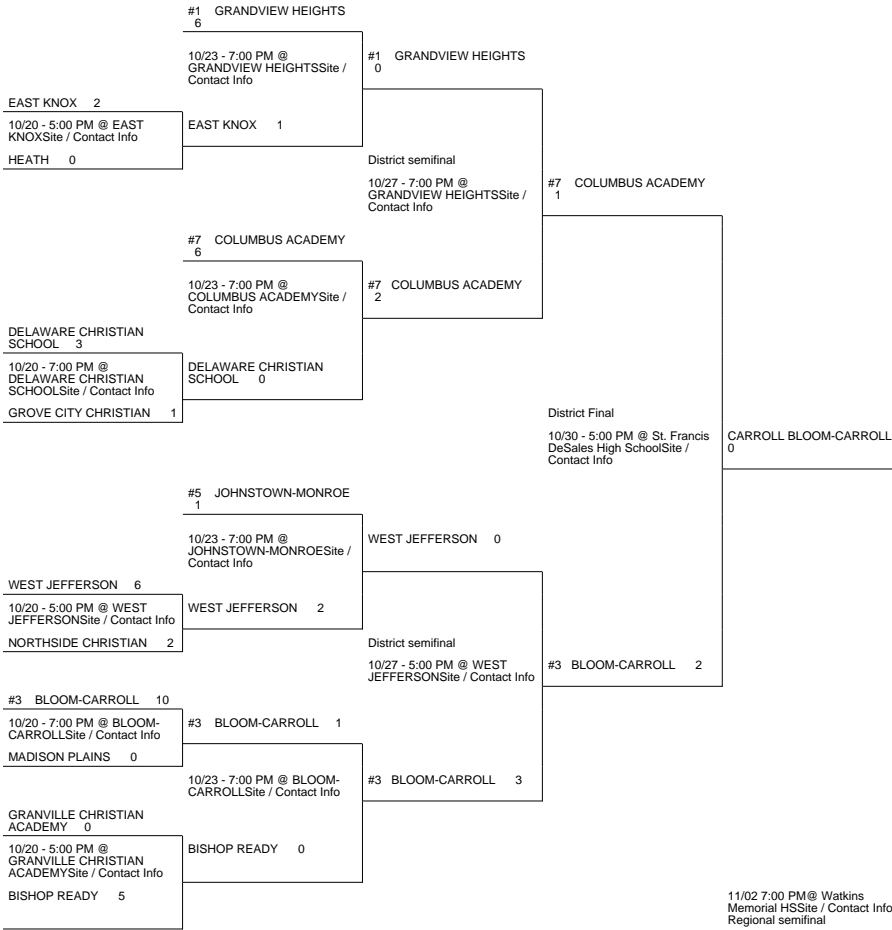 #1 GRANDVIEW HEIGHTS
6
10/23 - 7:00 PM @
GRANDVIEW HEIGHTSSite /
Contact Info
#1 GRANDVIEW HEIGHTS
0
EAST KNOX 2
10/20 - 5:00 PM @ EAST
KNOXSite / Contact Info
HEATH 0
EAST KNOX 1
District semifinal
10/27 - 7:00 PM @
GRANDVIEW HEIGHTSSite /
Contact Info
#7 COLUMBUS ACADEMY
1
#7 COLUMBUS ACADEMY
6
10/23 - 7:00 PM @
COLUMBUS ACADEMYSite /
Contact Info
#7 COLUMBUS ACADEMY
2
DELAWARE CHRISTIAN
SCHOOL 3
10/20 - 7:00 PM @
DELAWARE CHRISTIAN
SCHOOLSite / Contact Info
GROVE CITY CHRISTIAN 1
DELAWARE CHRISTIAN
SCHOOL 0
District Final
10/30 - 5:00 PM @ St. Francis
DeSales High SchoolSite /
Contact Info
CARROLL BLOOM-CARROLL
0
#5 JOHNSTOWN-MONROE
1
10/23 - 7:00 PM @
JOHNSTOWN-MONROESite /
Contact Info
WEST JEFFERSON 0
WEST JEFFERSON 6
10/20 - 5:00 PM @ WEST
JEFFERSONSite / Contact Info
NORTHSIDE CHRISTIAN 2
WEST JEFFERSON 2
District semifinal
10/27 - 5:00 PM @ WEST
JEFFERSONSite / Contact Info
#3 BLOOM-CARROLL 2
#3 BLOOM-CARROLL 10
10/20 - 7:00 PM @ BLOOM-
CARROLLSite / Contact Info
MADISON PLAINS 0
#3 BLOOM-CARROLL 1
10/23 - 7:00 PM @ BLOOM-
CARROLLSite / Contact Info
#3 BLOOM-CARROLL 3
GRANVILLE CHRISTIAN
ACADEMY 0
10/20 - 5:00 PM @
GRANVILLE CHRISTIAN
ACADEMYSite / Contact Info
BISHOP READY 5
BISHOP READY 0
11/02 7:00 PM@ Watkins
Memorial HSSite / Contact Info
Regional semifinal